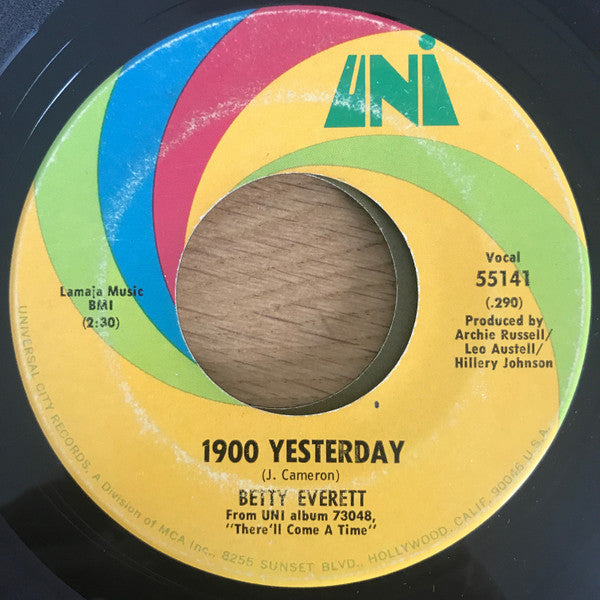 UNI
Lamaja Music
BMI
(2:30)
Vocal
55141
(.290)
Produced by
Archie Russell/
Leo Austell/
Hillery Johnson
1900 YESTERDAY
(J. Cameron)
BETTY EVERETT
From UNI album 73048,
"There'll Come A Time"
UNIVERSAL CITY RECORDS, A Division of MCA Inc., 8255 SUNSET BLVD., HOLLYWOOD, CALIF. 90046 U.S.A.